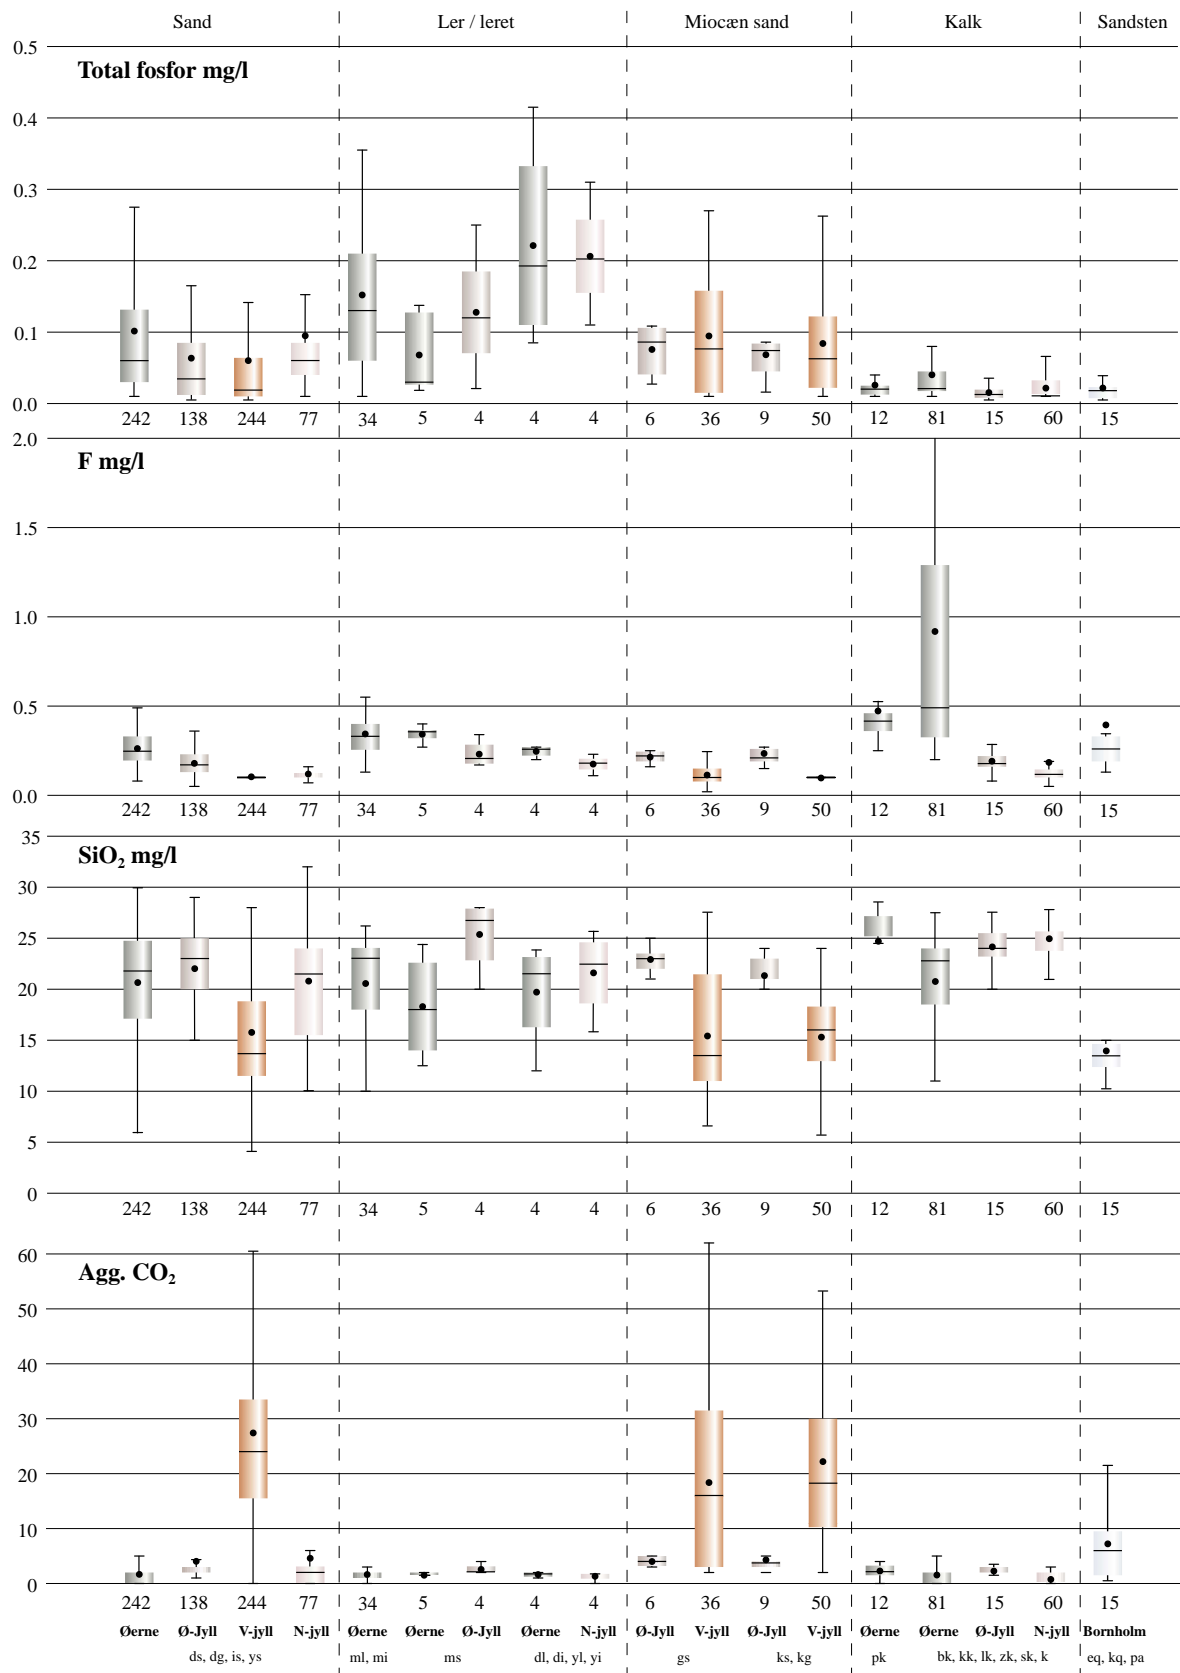 Sand Ler / leret Miocæn sand Kalk Sandsten
Total fosfor mg/l
0.5
0.4
0.3
0.2
0.1
0.0
242 138 244 77 34 5 4 4 4 6 36 9 50 12 81 15 60 15
F mg/l
2.0
1.5
1.0
0.5
0.0
242 138 244 77 34 5 4 4 4 6 36 9 50 12 81 15 60 15
SiO₂ mg/l
35
30
25
20
15
10
5
0
242 138 244 77 34 5 4 4 4 6 36 9 50 12 81 15 60 15
Agg. CO₂
60
50
40
30
20
10
0
242 138 244 77 34 5 4 4 4 6 36 9 50 12 81 15 60 15
Øerne Ø-Jyll V-jyll N-jyll Øerne Øerne Ø-Jyll Øerne N-jyll Ø-Jyll V-jyll Ø-Jyll V-jyll Øerne Øerne Ø-Jyll N-jyll Bornholm
ds, dg, is, ys ml, mi ms dl, di, yl, yi gs ks, kg pk bk, kk, lk, zk, sk, k eq, kq, pa